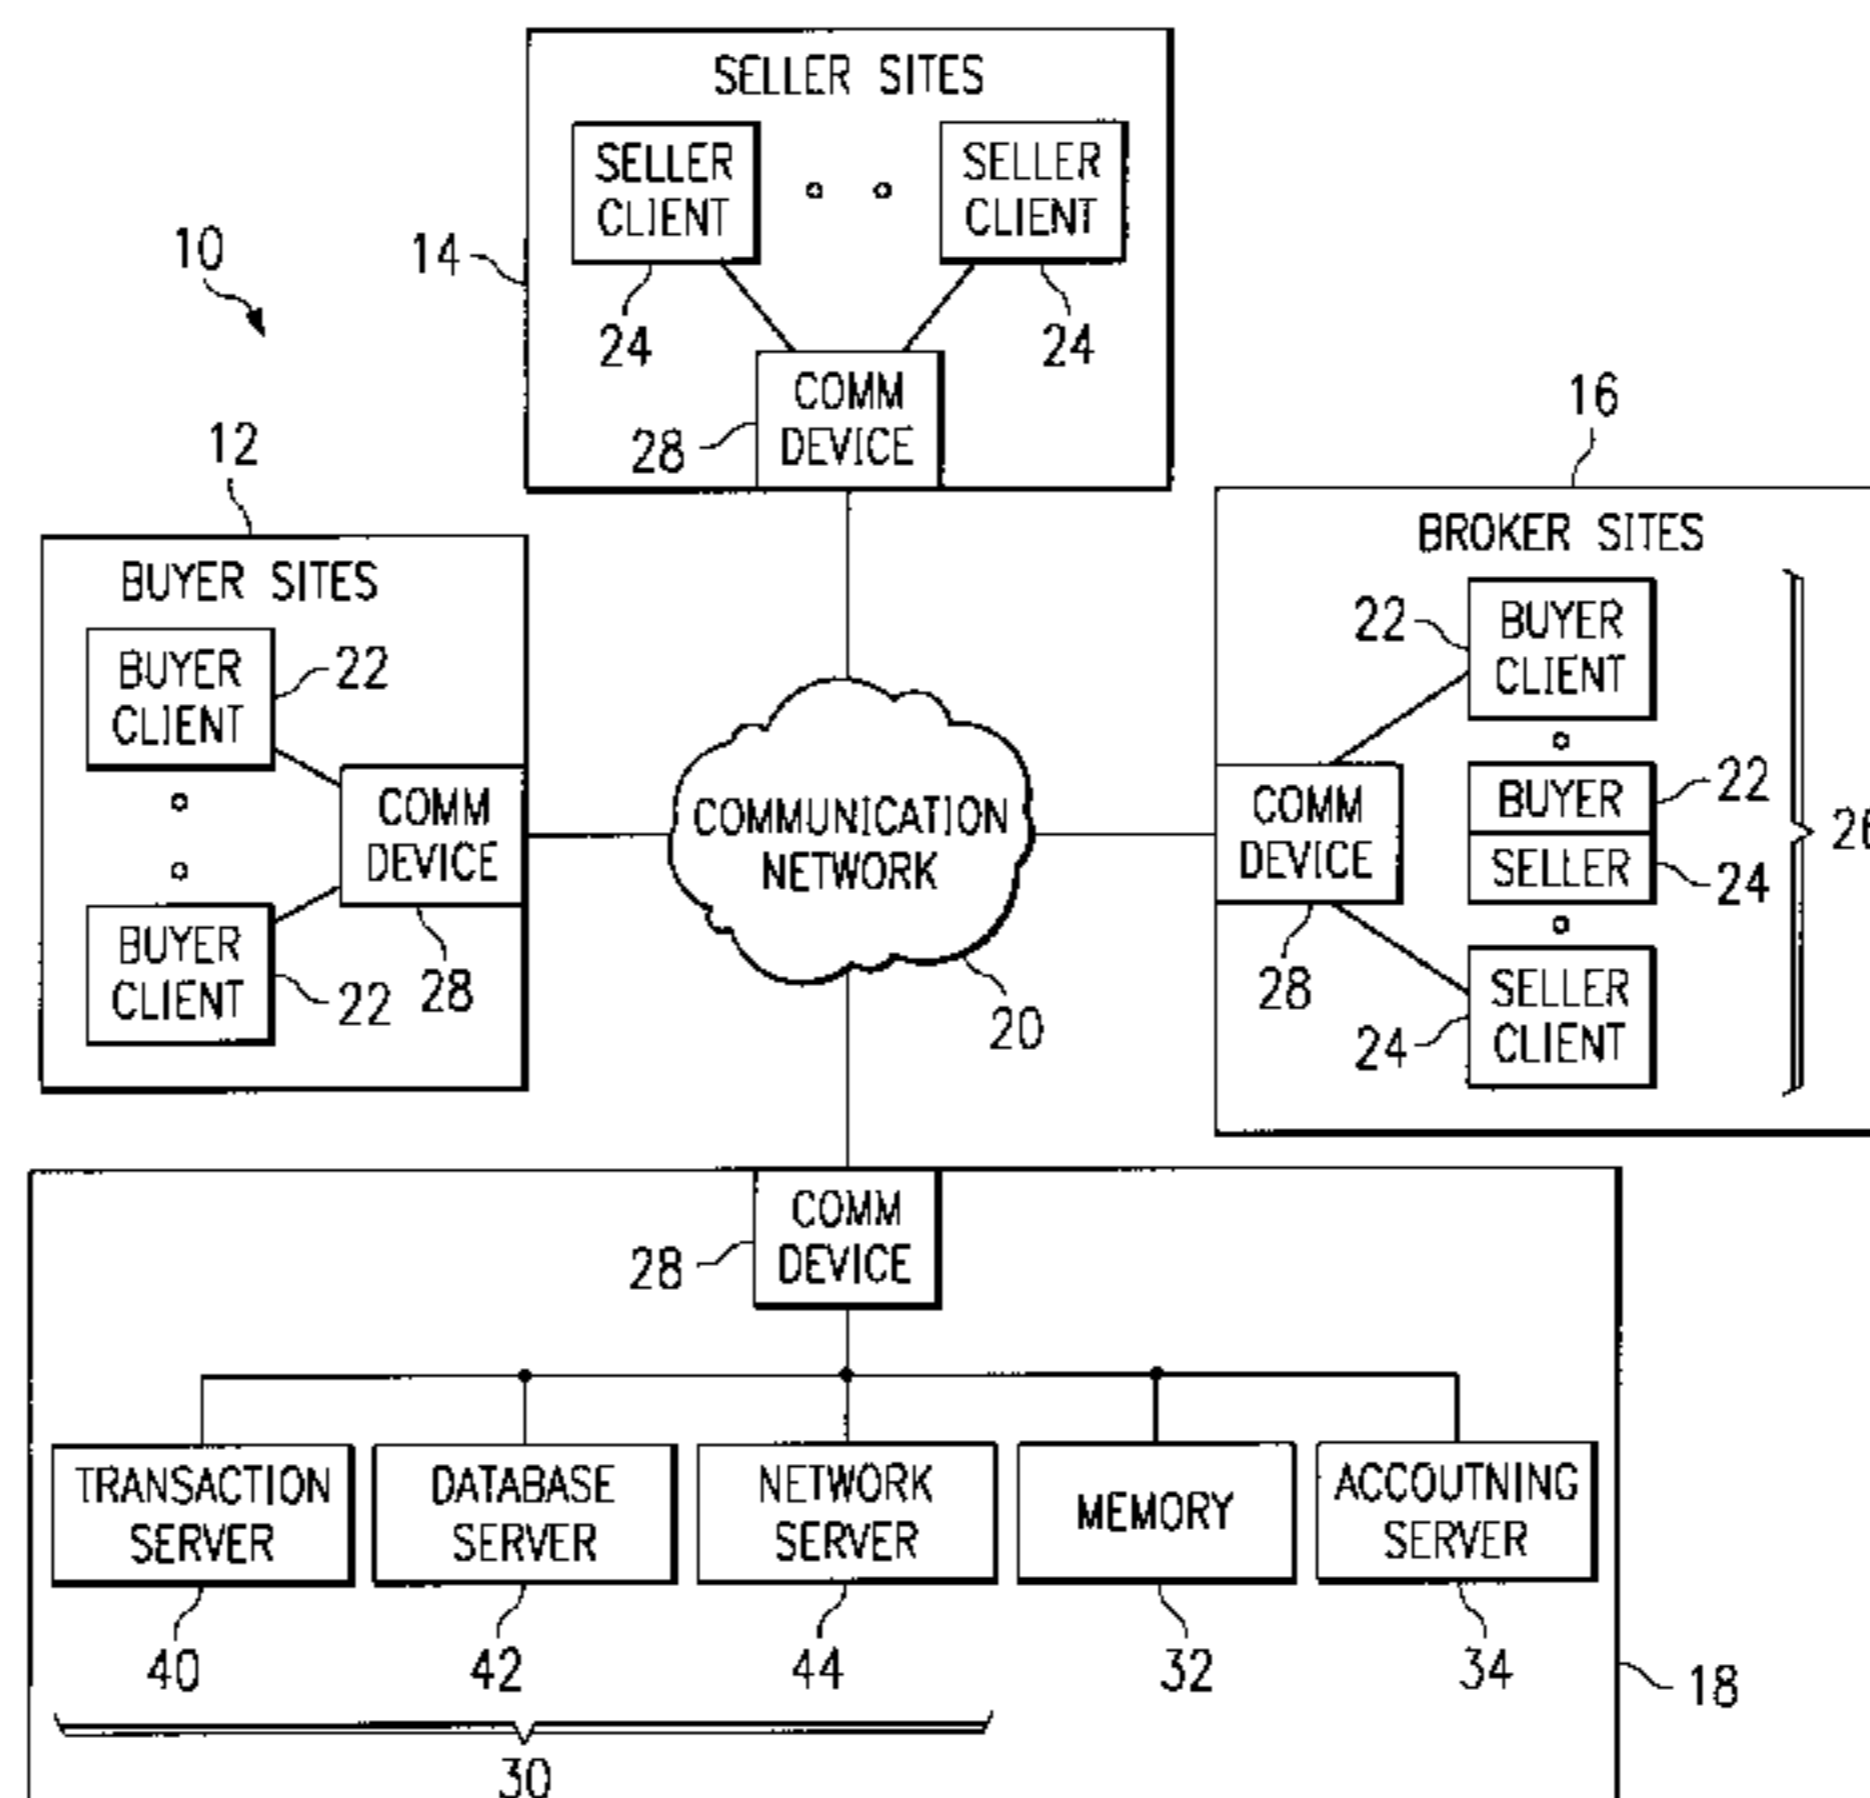 SELLER SITES
SELLER
CLIENT
SELLER
CLIENT
10
14
24
24
COMM
DEVICE
28
12
16
BUYER SITES
BUYER
CLIENT
22
COMM
DEVICE
BUYER
CLIENT
22
28
COMMUNICATION
NETWORK
20
BROKER SITES
22
BUYER
CLIENT
COMM
DEVICE
BUYER
22
SELLER
24
26
28
SELLER
CLIENT
24
COMM
DEVICE
28
TRANSACTION
SERVER
DATABASE
SERVER
NETWORK
SERVER
MEMORY
ACCOUTNING
SERVER
40
42
44
32
34
18
30